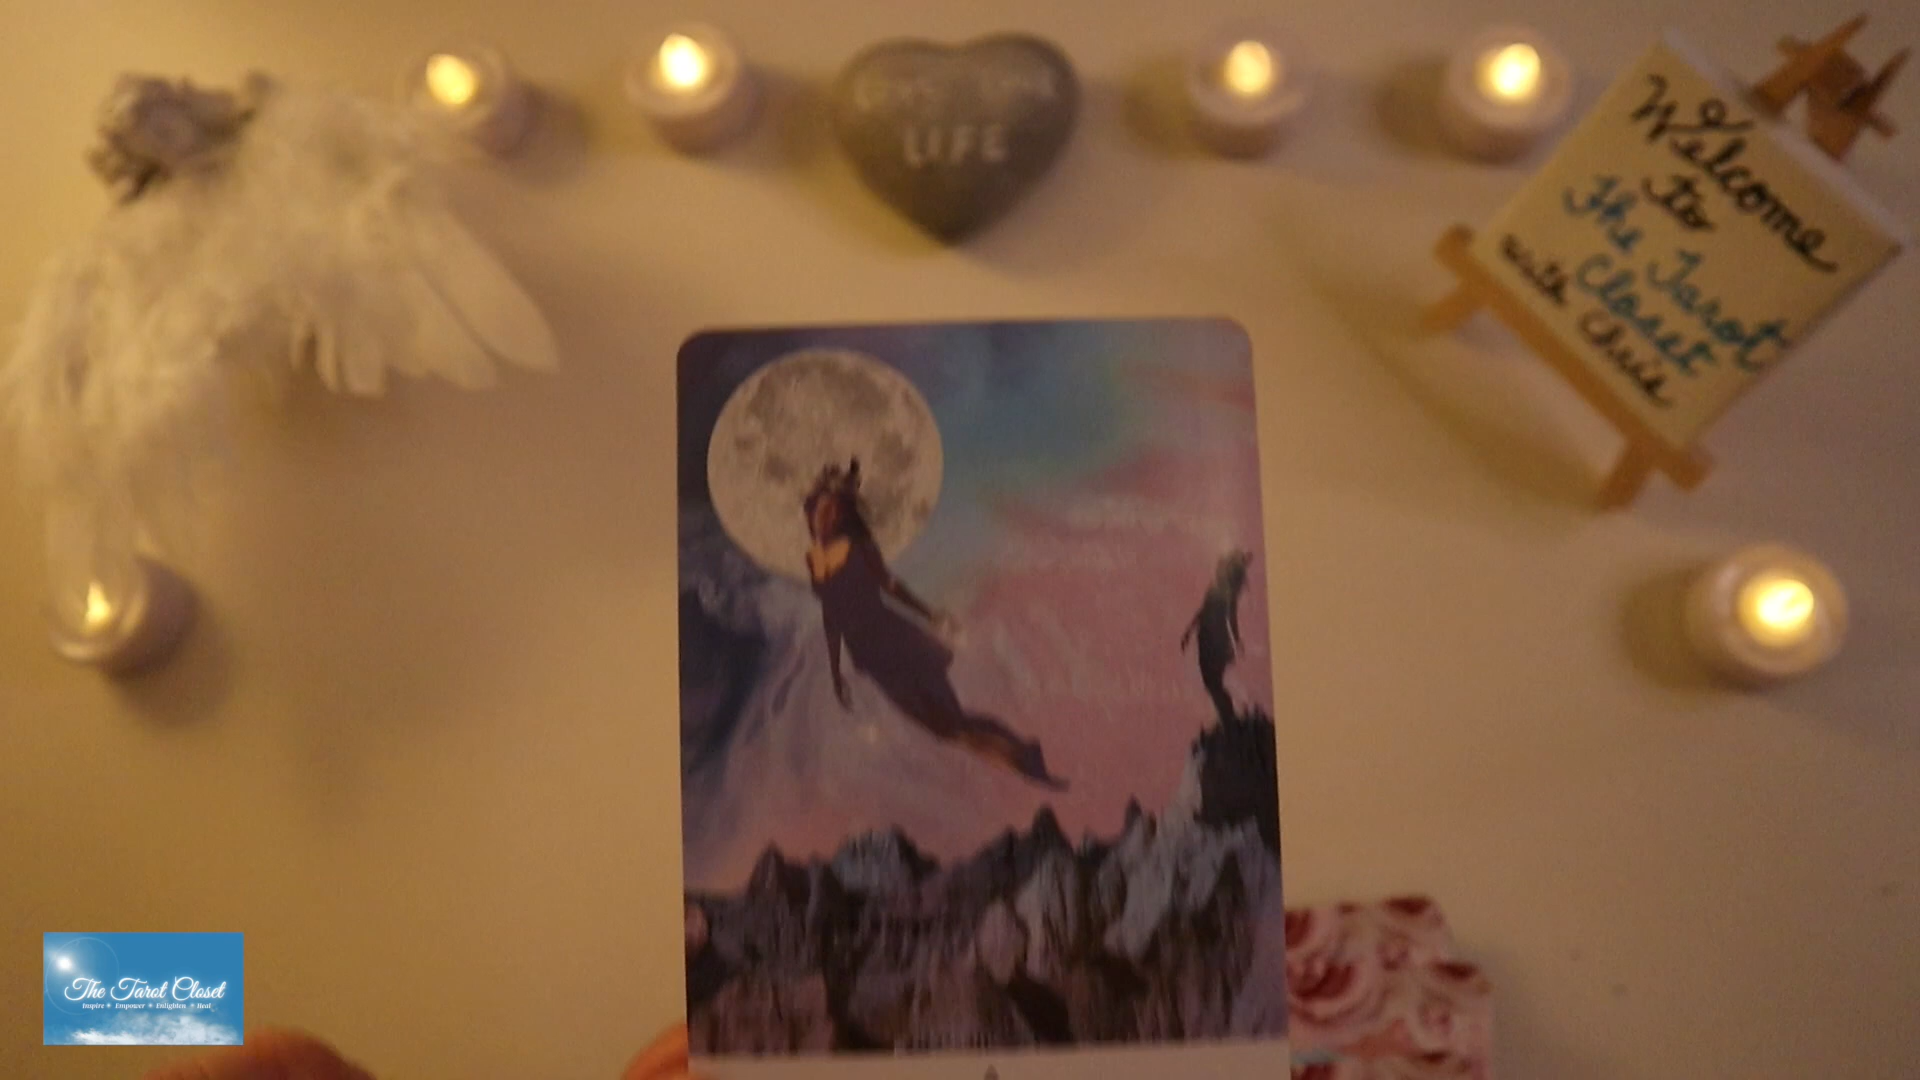 LIFE
Welcome
to
The Tarot
Closet
with Chris
The Tarot Closet
Inspire * Empower * Enlighten * Heal